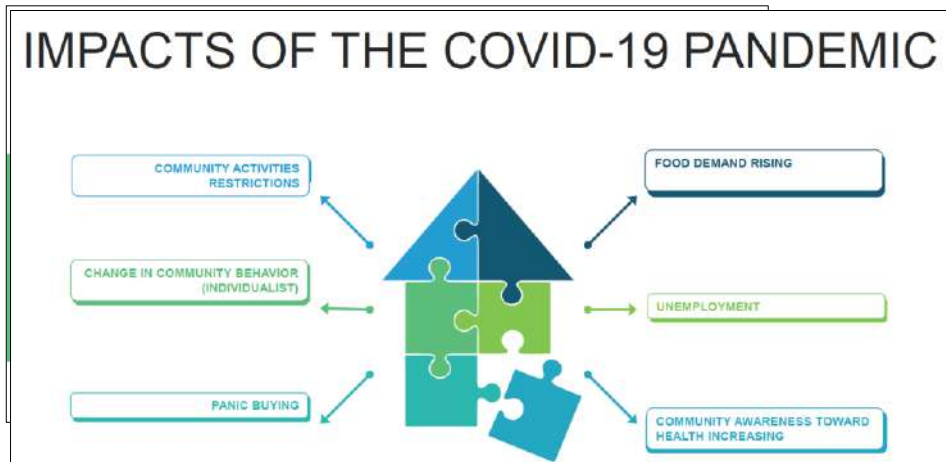 IMPACTS OF THE COVID-19 PANDEMIC
COMMUNITY ACTIVITIES
RESTRICTIONS
FOOD DEMAND RISING
CHANGE IN COMMUNITY BEHAVIOR
(INDIVIDUALIST)
UNEMPLOYMENT
PANIC BUYING
COMMUNITY AWARENESS TOWARD
HEALTH INCREASING